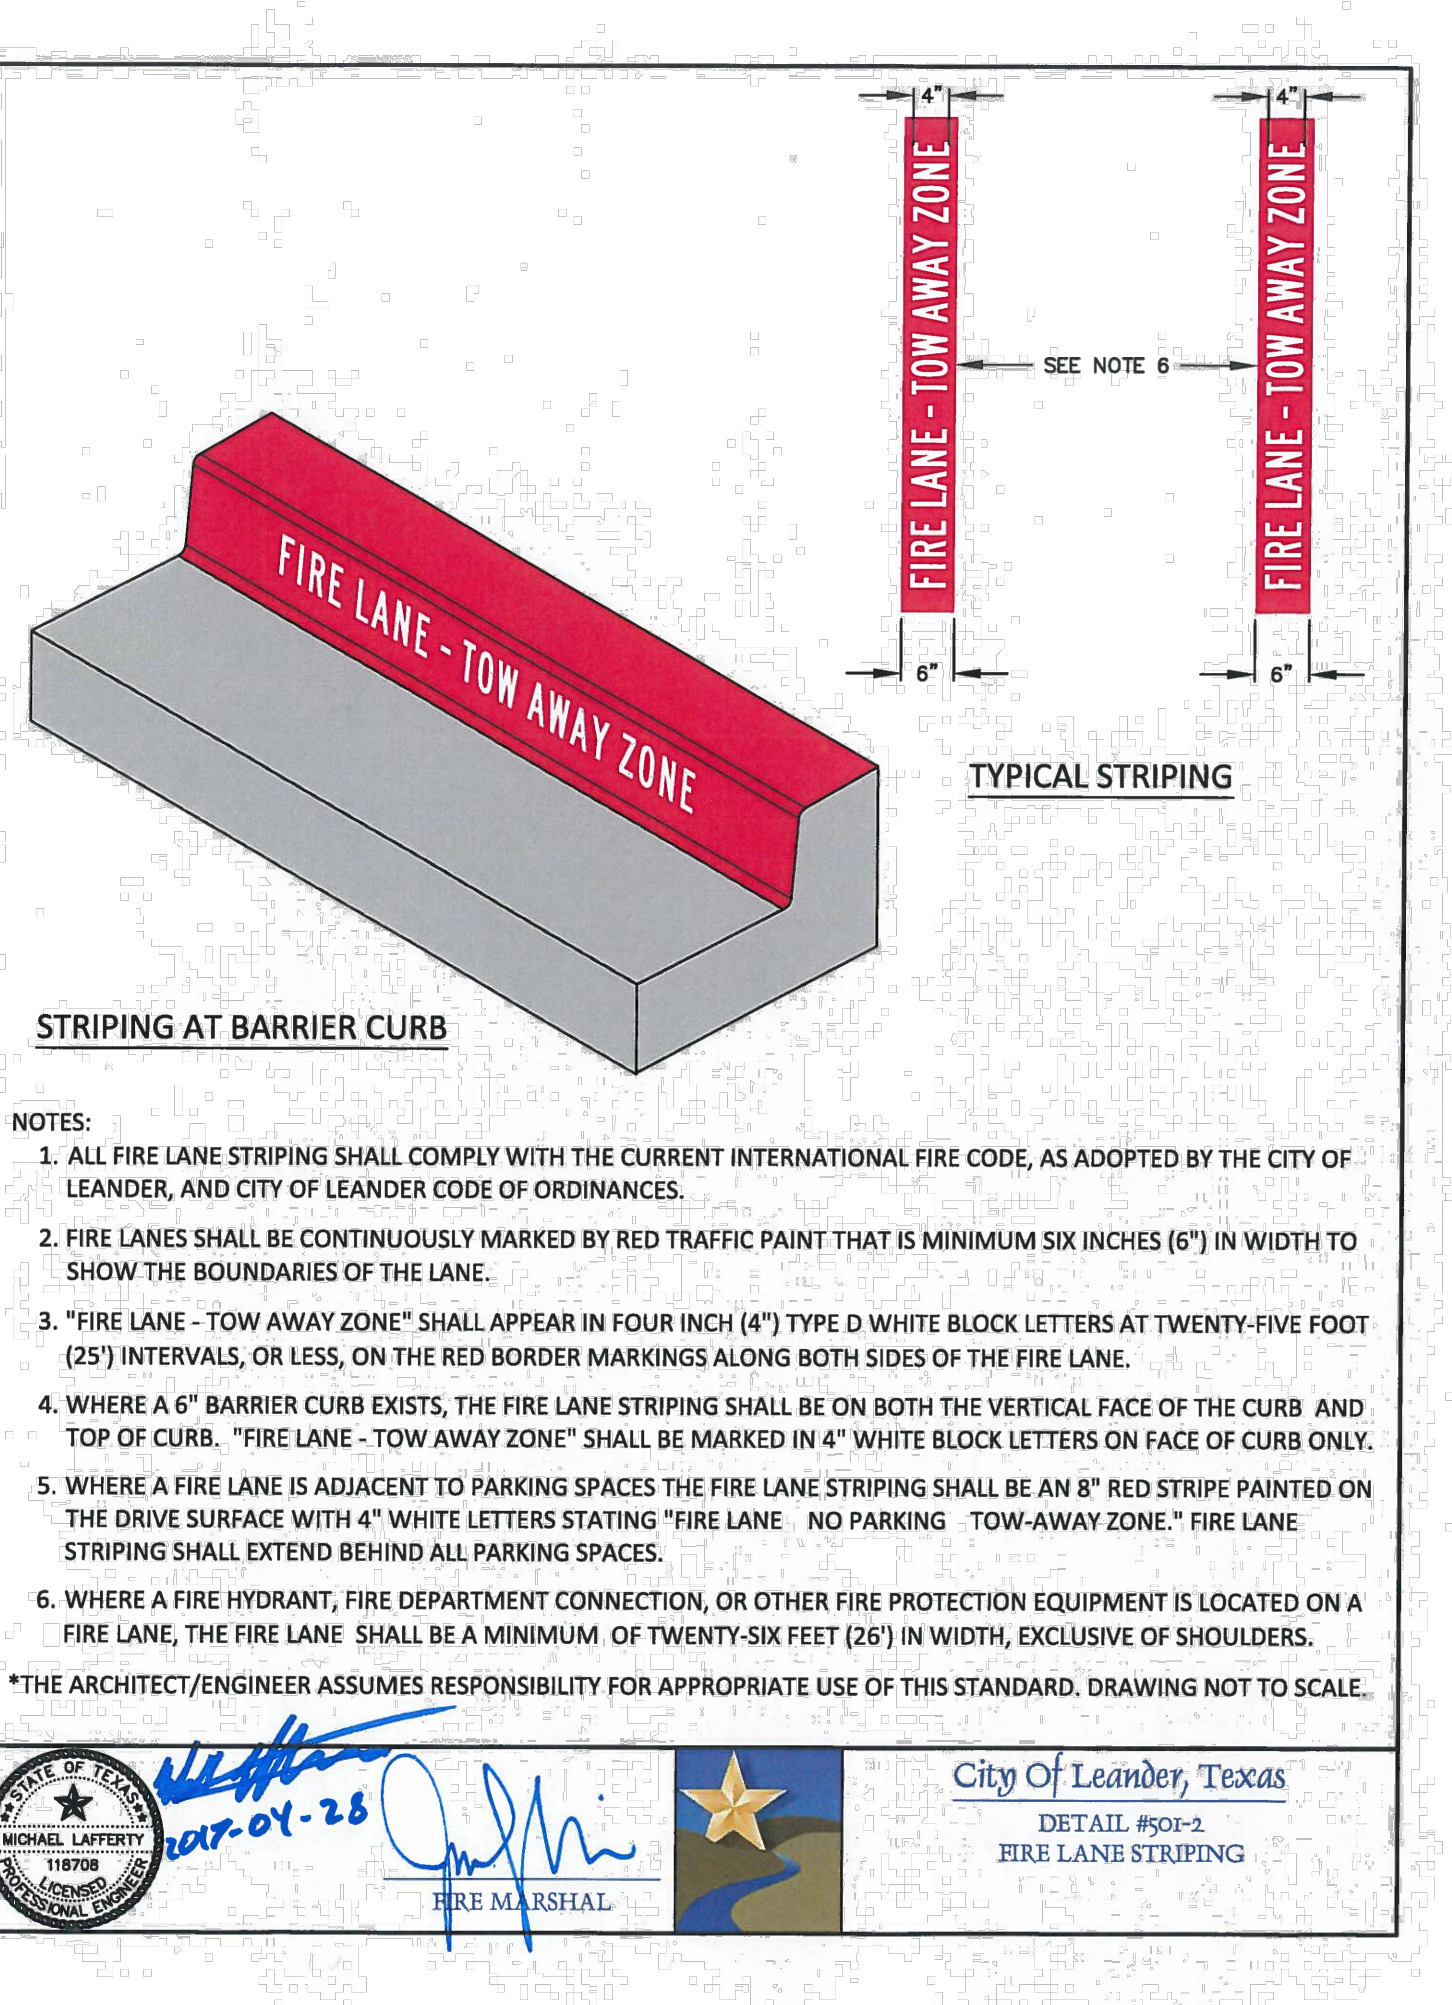 4" 4"
FIRE LANE - TOW AWAY ZONE
FIRE LANE - TOW AWAY ZONE
SEE NOTE 6
FIRE LANE - TOW AWAY ZONE
6" 6"
TYPICAL STRIPING
STRIPING AT BARRIER CURB
NOTES:
1. ALL FIRE LANE STRIPING SHALL COMPLY WITH THE CURRENT INTERNATIONAL FIRE CODE, AS ADOPTED BY THE CITY OF
LEANDER, AND CITY OF LEANDER CODE OF ORDINANCES.
2. FIRE LANES SHALL BE CONTINUOUSLY MARKED BY RED TRAFFIC PAINT THAT IS MINIMUM SIX INCHES (6") IN WIDTH TO
SHOW THE BOUNDARIES OF THE LANE.
3. "FIRE LANE - TOW AWAY ZONE" SHALL APPEAR IN FOUR INCH (4") TYPE D WHITE BLOCK LETTERS AT TWENTY-FIVE FOOT
(25') INTERVALS, OR LESS, ON THE RED BORDER MARKINGS ALONG BOTH SIDES OF THE FIRE LANE.
4. WHERE A 6" BARRIER CURB EXISTS, THE FIRE LANE STRIPING SHALL BE ON BOTH THE VERTICAL FACE OF THE CURB AND
TOP OF CURB. "FIRE LANE - TOW AWAY ZONE" SHALL BE MARKED IN 4" WHITE BLOCK LETTERS ON FACE OF CURB ONLY.
5. WHERE A FIRE LANE IS ADJACENT TO PARKING SPACES THE FIRE LANE STRIPING SHALL BE AN 8" RED STRIPE PAINTED ON
THE DRIVE SURFACE WITH 4" WHITE LETTERS STATING "FIRE LANE NO PARKING TOW-AWAY ZONE." FIRE LANE
STRIPING SHALL EXTEND BEHIND ALL PARKING SPACES.
6. WHERE A FIRE HYDRANT, FIRE DEPARTMENT CONNECTION, OR OTHER FIRE PROTECTION EQUIPMENT IS LOCATED ON A
FIRE LANE, THE FIRE LANE SHALL BE A MINIMUM OF TWENTY-SIX FEET (26') IN WIDTH, EXCLUSIVE OF SHOULDERS.
*THE ARCHITECT/ENGINEER ASSUMES RESPONSIBILITY FOR APPROPRIATE USE OF THIS STANDARD. DRAWING NOT TO SCALE.
STATE OF TEXAS
MICHAEL LAFFERTY
118708
LICENSED
PROFESSIONAL ENGINEER
2017-04-28
FIRE MARSHAL
City Of Leander, Texas
DETAIL #501-2
FIRE LANE STRIPING